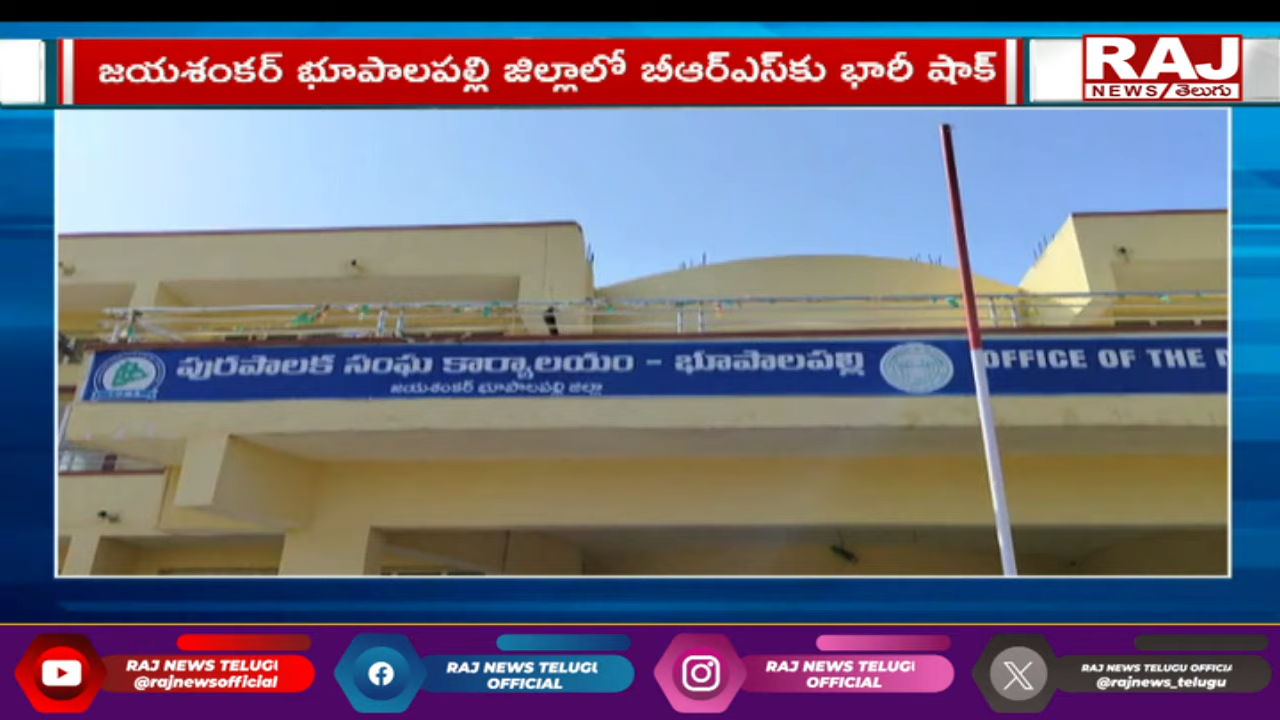 జయశంకర్ భూపాలపల్లి జిల్లాలో బీఆర్ఎస్‌కు భారీ షాక్
RAJ
NEWS తెలుగు
పురపాలక సంఘ కార్యాలయం - భూపాలపల్లి
జయశంకర్ భూపాలపల్లి జిల్లా
OFFICE OF THE
RAJ NEWS TELUGU
@rajnewsofficial
RAJ NEWS TELUGU
OFFICIAL
RAJ NEWS TELUGU
OFFICIAL
RAJ NEWS TELUGU OFFICIA
@rajnews_telugu